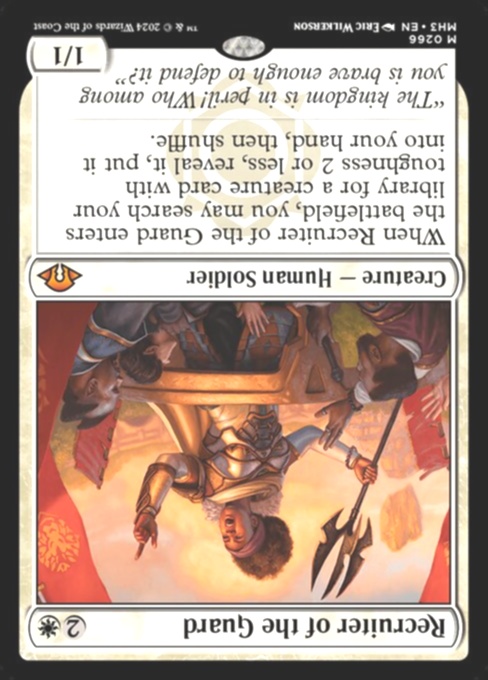 Recruiter of the Guard 2
Creature — Human Soldier
When Recruiter of the Guard enters
the battlefield, you may search your
library for a creature card with
toughness 2 or less, reveal it, put it
into your hand, then shuffle.
“The kingdom is in peril! Who among
you is brave enough to defend it?”
1/1
M 0266
MH3 • EN ERIC WILKERSON
™ & © 2024 Wizards of the Coast